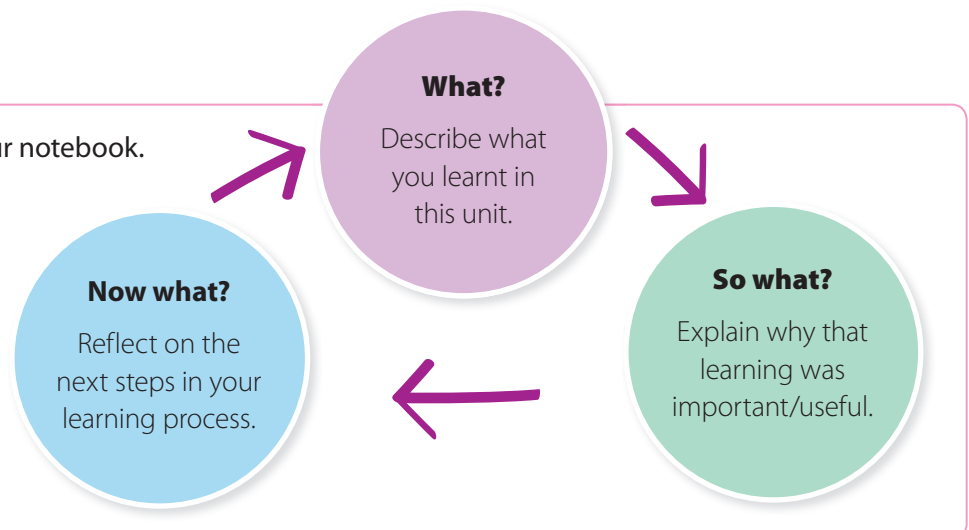 notebook.
What?
Describe what
you learnt in
this unit.
So what?
Explain why that
learning was
important/useful.
Now what?
Reflect on the
next steps in your
learning process.